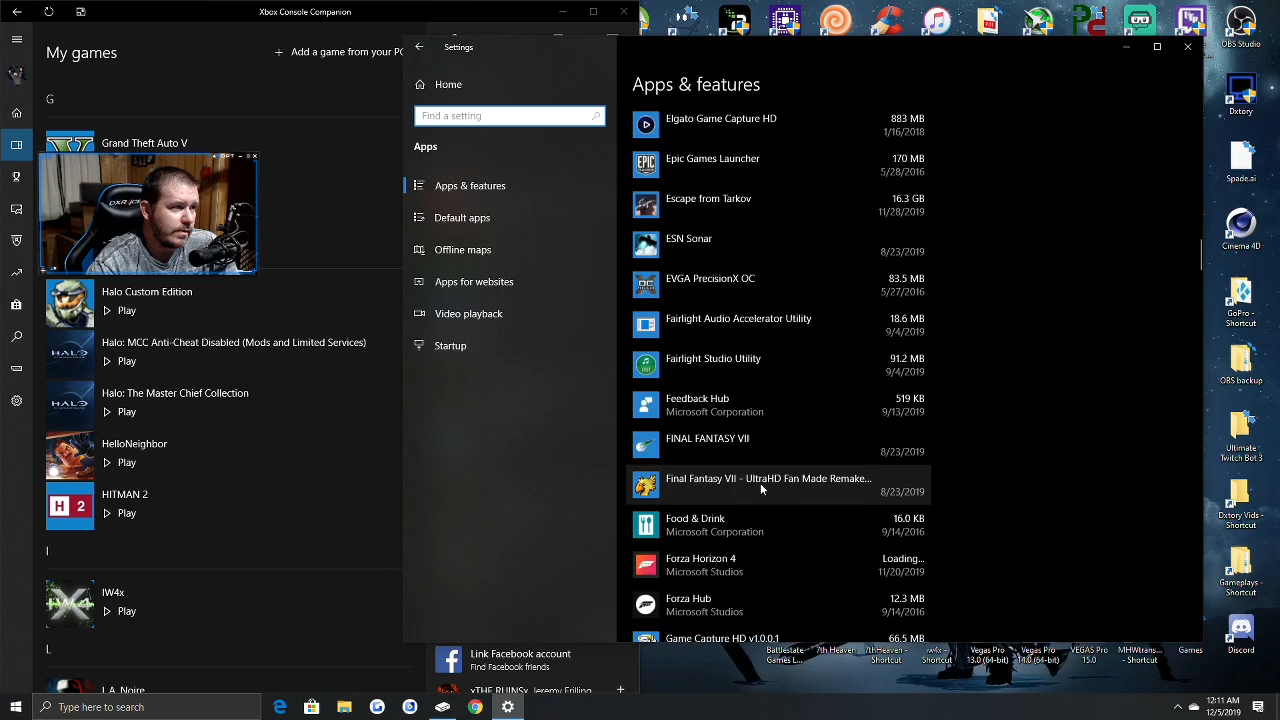 Xbox Console Companion
My games
+ Add a game from your PC
G
Grand Theft Auto V
Halo Custom Edition
Play
Halo: MCC Anti-Cheat Disabled (Mods and Limited Services)
Play
Halo: The Master Chief Collection
Play
HelloNeighbor
Play
HITMAN 2
Play
I
IW4x
Play
L
L.A. Noire
Link Facebook account
Find Facebook friends
xTHE RUINSx Jeremy Frilling
Settings
Home
Find a setting
Apps
Apps & features
Default apps
Offline maps
Apps for websites
Video playback
Startup
Apps & features
Elgato Game Capture HD 883 MB
1/16/2018
Epic Games Launcher 170 MB
5/28/2016
Escape from Tarkov 16.3 GB
11/28/2019
ESN Sonar
8/23/2019
EVGA PrecisionX OC 83.5 MB
5/27/2016
Fairlight Audio Accelerator Utility 18.6 MB
9/4/2019
Fairlight Studio Utility 91.2 MB
9/4/2019
Feedback Hub 519 KB
Microsoft Corporation 9/13/2019
FINAL FANTASY VII
8/23/2019
Final Fantasy VII - UltraHD Fan Made Remake...
8/23/2019
Food & Drink 16.0 KB
Microsoft Corporation 9/14/2016
Forza Horizon 4 Loading...
Microsoft Studios 11/20/2019
Forza Hub 12.3 MB
Microsoft Studios 9/14/2016
Game Capture HD v1.0.0.1 66.5 MB
OBS Studio
Dxtory
Spade.ai
Cinema 4D
GoPro -
Shortcut
OBS backup
Ultimate
Twitch Bot 3
Dxtory Vids-
Shortcut
Gameplays -
Shortcut
Discord
Battlestate
Games L...
7th Heaven
7thHeaven -
Shortcut
iw4x -
Shortcut
Vegas Pro
13.0 (64-bit)
Vegas Pro
14.0 (64-bit)
VEGAS Pro
15.0
MHWtran...
Shortcut
Games
Type here to search
12:11 AM
12/5/2019